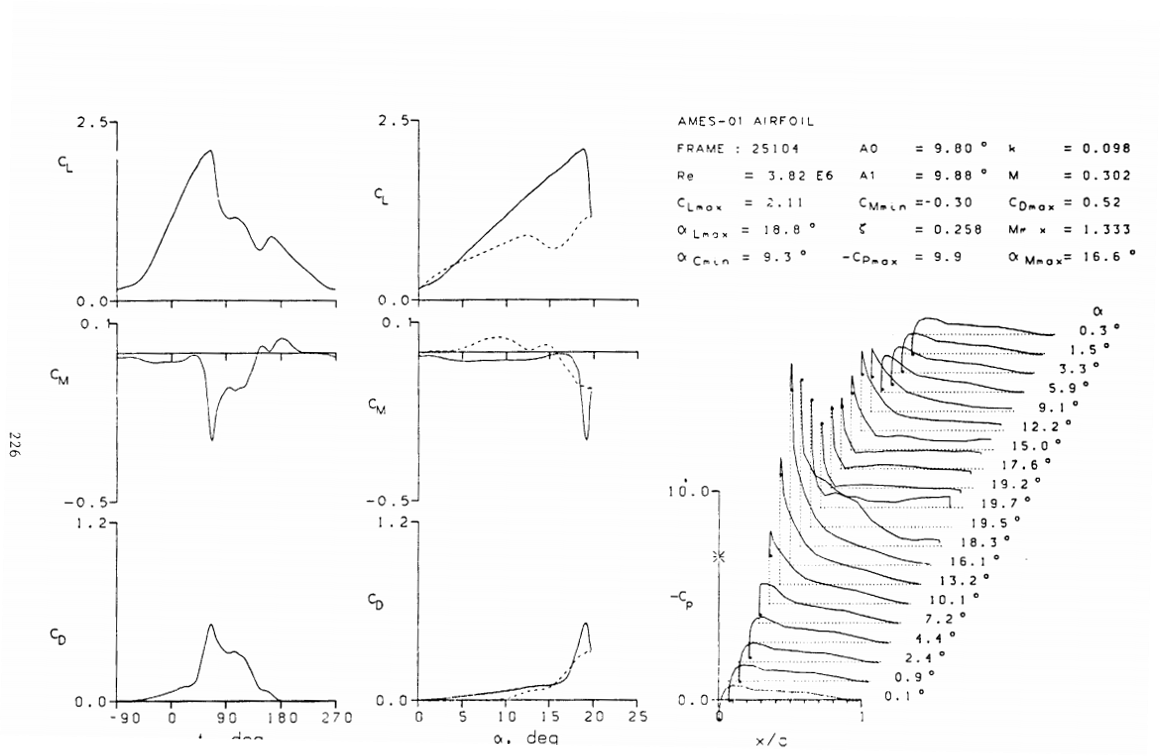 AMES-01 AIRFOIL
FRAME : 25104 A0 = 9.80 ° k = 0.098
Re = 3.82 E6 A1 = 9.88 ° M = 0.302
CLmax = 2.11 CMmin =-0.30 CDmax = 0.52
αLmax = 18.8 ° ζ = 0.258 = 1.333
αCmin = 9.3 ° -CPmax = 9.9 αMmax= 16.6 °
2.5
CL
0.0
2.5
CL
0.0
0.1
CM
-0.5
0.1
CM
-0.5
1.2
CD
0.0
-90 0 90 180 270
1.2
CD
0 5 10 15 20 25
α, deg
α
0.3 °
1.5 °
3.3 °
5.9 °
9.1 °
12.2 °
15.0 °
17.6 °
19.2 °
19.7 °
19.5 °
18.3 °
16.1 °
13.2 °
10.1 °
7.2 °
4.4 °
2.4 °
0.9 °
0.1 °
10.0
-Cp
0.0
0 1
226